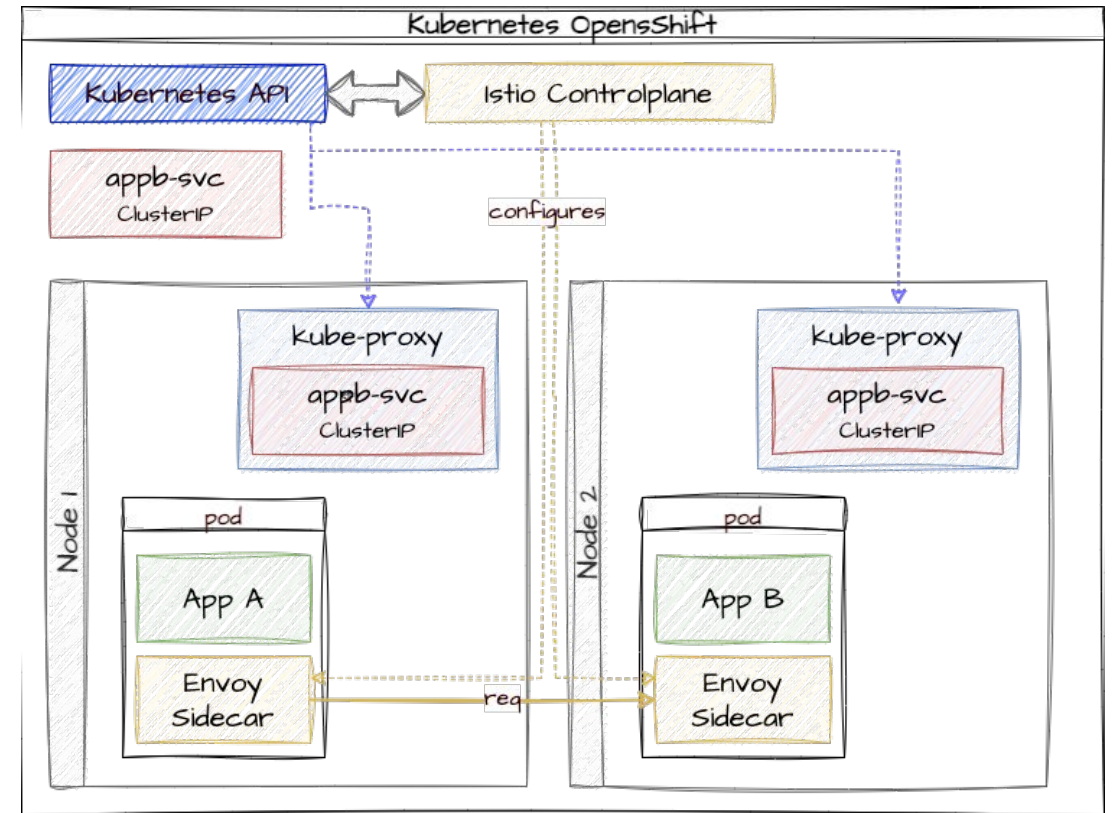 Kubernetes OpensShift
Kubernetes API
Istio Controlplane
appb-svc
ClusterIP
configures
Node 1
kube-proxy
appb-svc
ClusterIP
pod
App A
Envoy
Sidecar
req
Node 2
kube-proxy
appb-svc
ClusterIP
pod
App B
Envoy
Sidecar